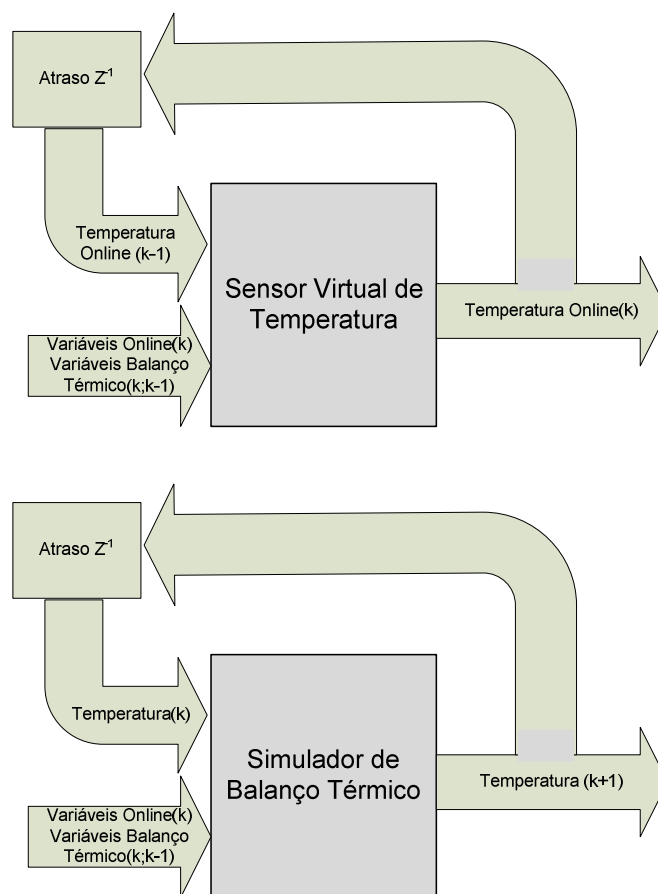 Atraso Z⁻¹
Temperatura
Online (k-1)
Sensor Virtual de
Temperatura
Temperatura Online(k)
Variáveis Online(k)
Variáveis Balanço
Térmico(k;k-1)
Atraso Z⁻¹
Temperatura(k)
Simulador de
Balanço Térmico
Temperatura (k+1)
Variáveis Online(k)
Variáveis Balanço
Térmico(k;k-1)